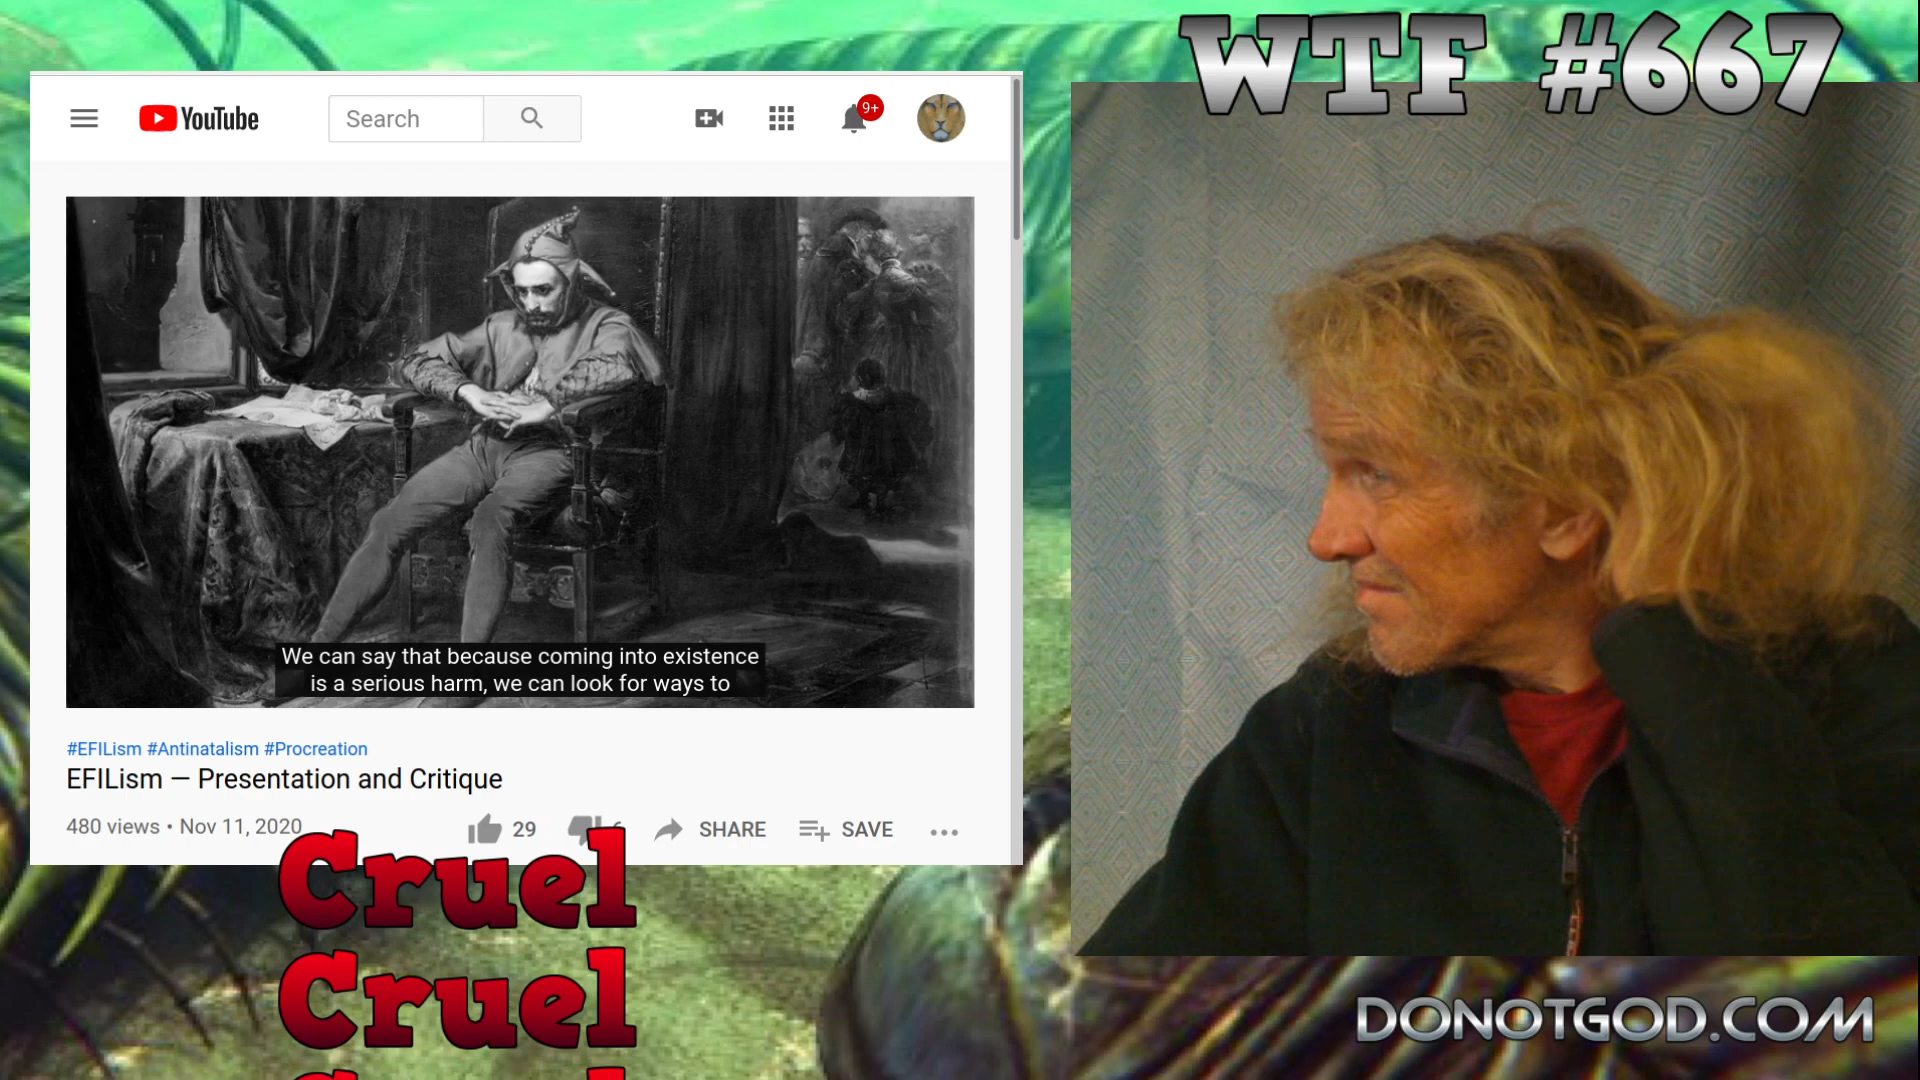 WTF #667
YouTube
Search
9+
We can say that because coming into existence
is a serious harm, we can look for ways to
#EFILism #Antinatalism #Procreation
EFILism — Presentation and Critique
480 views • Nov 11, 2020
29
SHARE
SAVE
Cruel
Cruel
DONOTGOD.COM